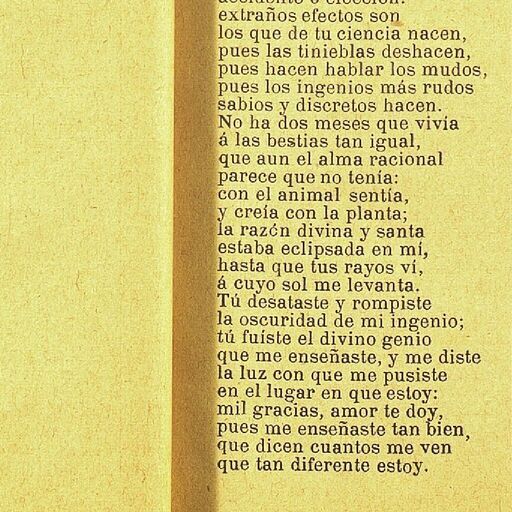 extraños efectos son
los que de tu ciencia nacen,
pues las tinieblas deshacen,
pues hacen hablar los mudos,
pues los ingenios más rudos
sabios y discretos hacen.
No ha dos meses que vivía
á las bestias tan igual,
que aun el alma racional
parece que no tenía:
con el animal sentía,
y creía con la planta;
la razón divina y santa
estaba eclipsada en mí,
hasta que tus rayos ví,
á cuyo sol me levanta.
Tú desataste y rompiste
la oscuridad de mi ingenio;
tú fuíste el divino genio
que me enseñaste, y me diste
la luz con que me pusiste
en el lugar en que estoy:
mil gracias, amor te doy,
pues me enseñaste tan bien,
que dicen cuantos me ven
que tan diferente estoy.